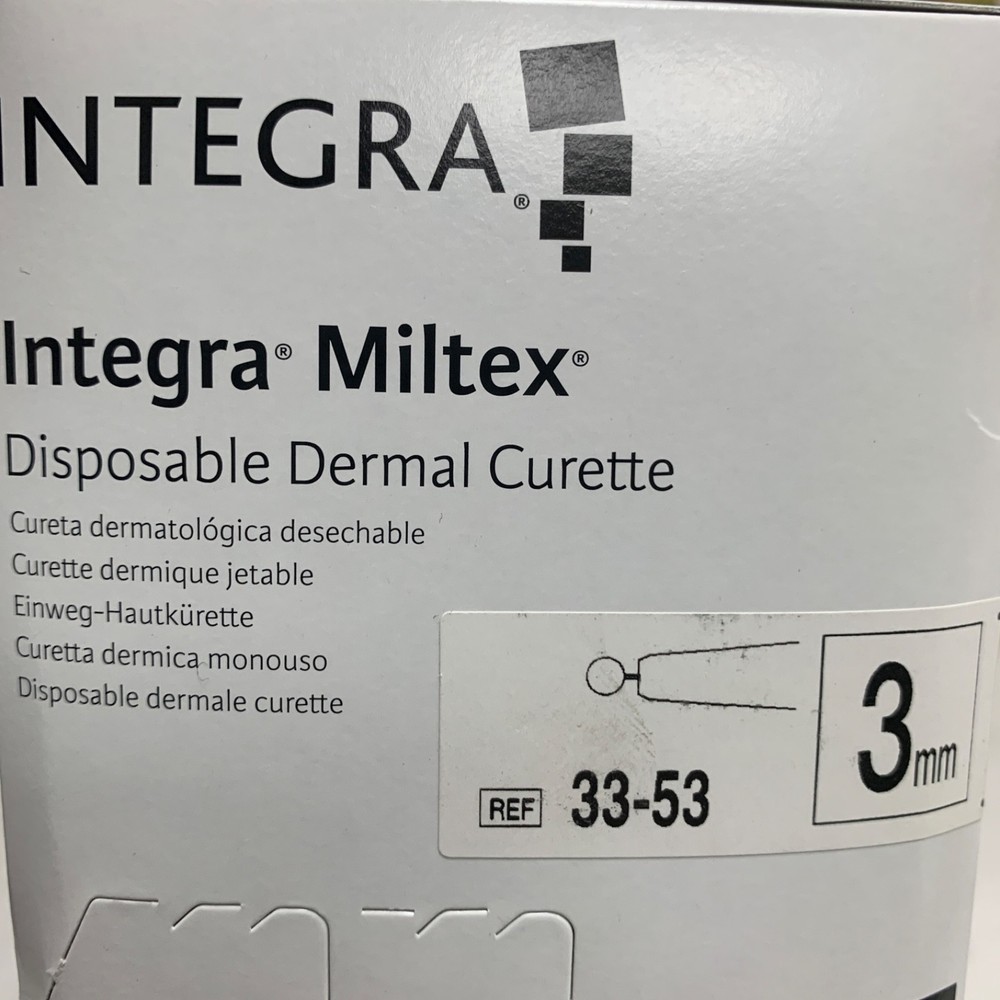 INTEGRA®
Integra® Miltex®
Disposable Dermal Curette
Cureta dermatológica desechable
Curette dermique jetable
Einweg-Hautkürette
Curetta dermica monouso
Disposable dermale curette
3mm
REF 33-53